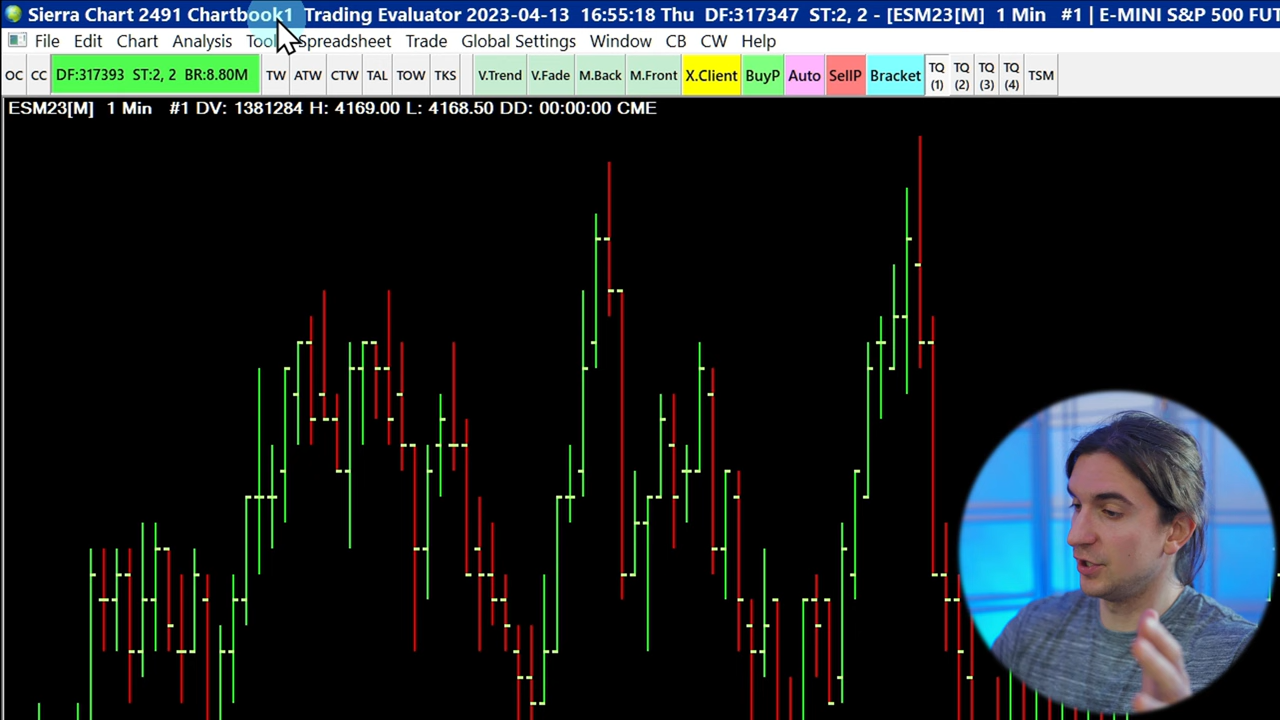 Sierra Chart 2491 Chartbook1 Trading Evaluator 2023-04-13 16:55:18 Thu DF:317347 ST:2, 2 - [ESM23[M] 1 Min #1 | E-MINI S&P 500 FUT
File Edit Chart Analysis Tool Spreadsheet Trade Global Settings Window CB CW Help
OC CC DF:317393 ST:2, 2 BR:8.80M TW ATW CTW TAL TOW TKS V.Trend V.Fade M.Back M.Front X.Client BuyP Auto SellP Bracket TQ (1) TQ (2) TQ (3) TQ (4) TSM
ESM23[M] 1 Min #1 DV: 1381284 H: 4169.00 L: 4168.50 DD: 00:00:00 CME